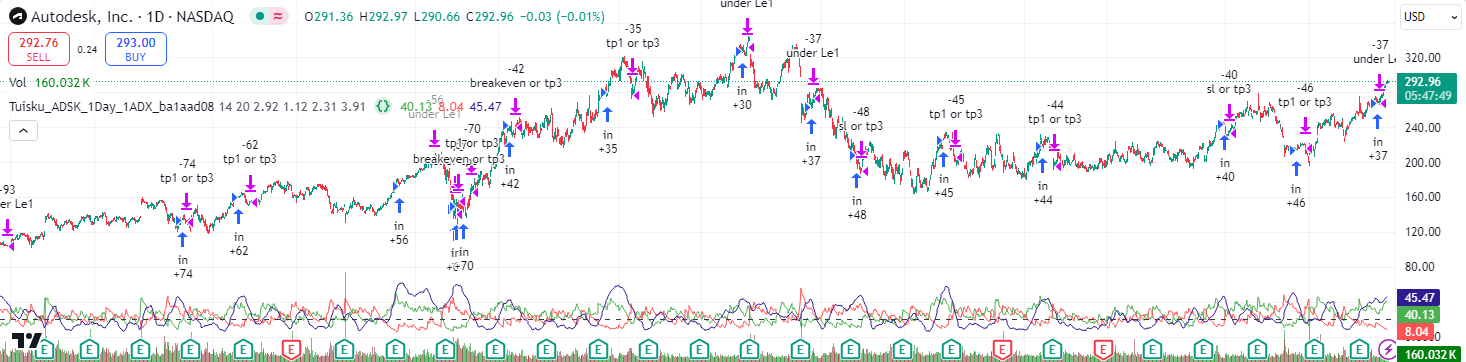 under Le1
Autodesk, Inc. · 1D · NASDAQ
O291.36 H292.97 L290.66 C292.96 −0.03 (−0.01%)
USD
292.76
SELL
0.24
293.00
BUY
Vol 160.032 K
Tuisku_ADSK_1Day_1ADX_ba1aad08 14 20 2.92 1.12 2.31 3.91 40.13 8.04 45.47
-93
er Le1
in
+74
-74
tp1 or tp3
in
+62
-62
tp1 or tp3
in
+56
-56
under Le1
-70
tp1 or tp3
breakeven or tp3
+70
-42
breakeven or tp3
in
+42
in
+35
-35
tp1 or tp3
in
+30
-37
under Le1
in
+37
-48
sl or tp3
in
+48
-45
tp1 or tp3
in
+45
-44
tp1 or tp3
in
+44
-40
sl or tp3
in
+40
-46
tp1 or tp3
in
+46
-37
under Le
in
+37
320.00
292.96
05:47:49
240.00
200.00
160.00
120.00
80.00
45.47
40.13
8.04
160.032 K
E E E E E E E E E E E E E E E E E E E E E E E E E E E